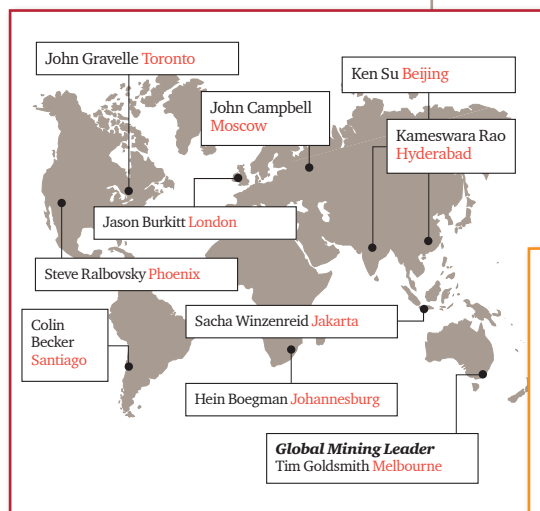 John Gravelle Toronto
Ken Su Beijing
John Campbell
Moscow
Kameswara Rao
Hyderabad
Jason Burkitt London
Steve Ralbovsky Phoenix
Sacha Winzenreid Jakarta
Colin
Becker
Santiago
Hein Boegman Johannesburg
Global Mining Leader
Tim Goldsmith Melbourne